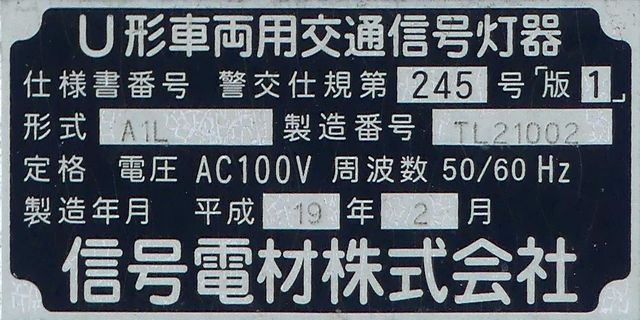 U形車両用交通信号灯器
仕様書番号 警交仕規第 245 号「版1」
形式 A1L 製造番号 TL21002
定格 電圧 AC100V 周波数 50/60 Hz
製造年月 平成 19 年 2 月
信号電材株式会社